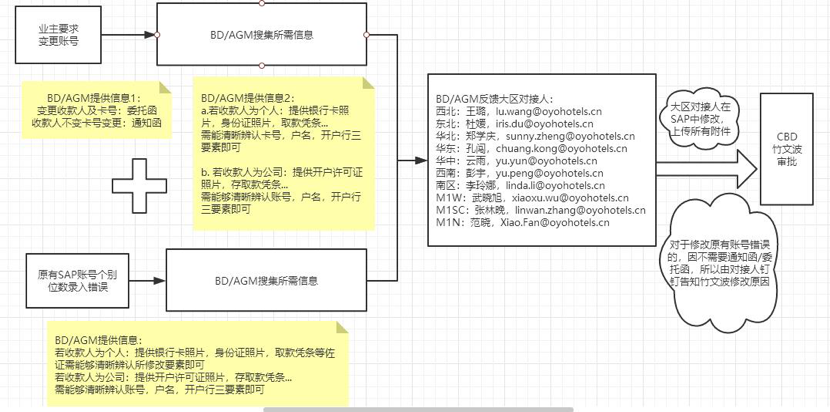 业主要求
变更账号
BD/AGM搜集所需信息
BD/AGM提供信息1：
变更收款人及卡号：委托函
收款人不变卡号变更：通知函
BD/AGM提供信息2：
a.若收款人为个人：提供银行卡照
片，身份证照片，取款凭条...
需能清晰辨认卡号，户名，开户行三
要素即可
b. 若收款人为公司：提供开户许可证
照片，存取款凭条...
需能够清晰辨认账号，户名，开户行
三要素即可
原有SAP账号个别
位数录入错误
BD/AGM搜集所需信息
BD/AGM提供信息：
若收款人为个人：提供银行卡照片，身份证照片，取款凭条等佐
证需能够清晰辨认所修改要素即可
若收款人为公司：提供开户许可证照片，存取款凭条...
需能够清晰辨认账号，户名，开户行三要素即可
BD/AGM反馈大区对接人：
西北：王璐，lu.wang@oyohotels.cn
东北：杜媛，iris.du@oyohotels.cn
华北：郑学庆，sunny.zheng@oyohotels.cn
华东：孔闯，chuang.kong@oyohotels.cn
华中：云雨，yu.yun@oyohotels.cn
西南：彭宇，yu.peng@oyohotels.cn
南区：李玲娜，linda.li@oyohotels.cn
M1W：武晓旭，xiaoxu.wu@oyohotels.cn
M1SC：张林晚，linwan.zhang@oyohotels.cn
M1N：范晓，Xiao.Fan@oyohotels.cn
大区对接人在
SAP中修改，
上传所有附件
对于修改原有账号错误
的，因不需要通知函/委
托函，所以由对接人钉
钉告知竹文波修改原因
CBD
竹文波
审批